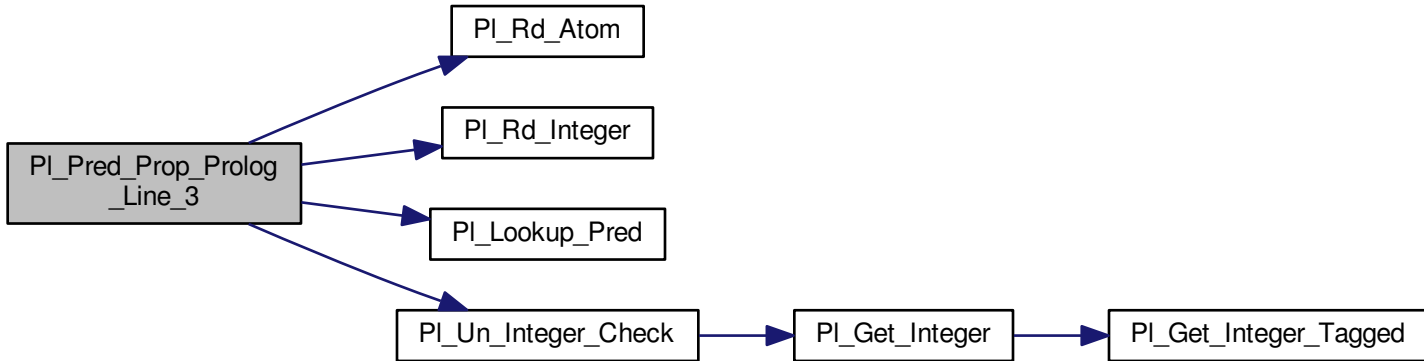 Pl_Rd_Atom
Pl_Rd_Integer
Pl_Pred_Prop_Prolog
_Line_3
Pl_Lookup_Pred
Pl_Un_Integer_Check
Pl_Get_Integer
Pl_Get_Integer_Tagged